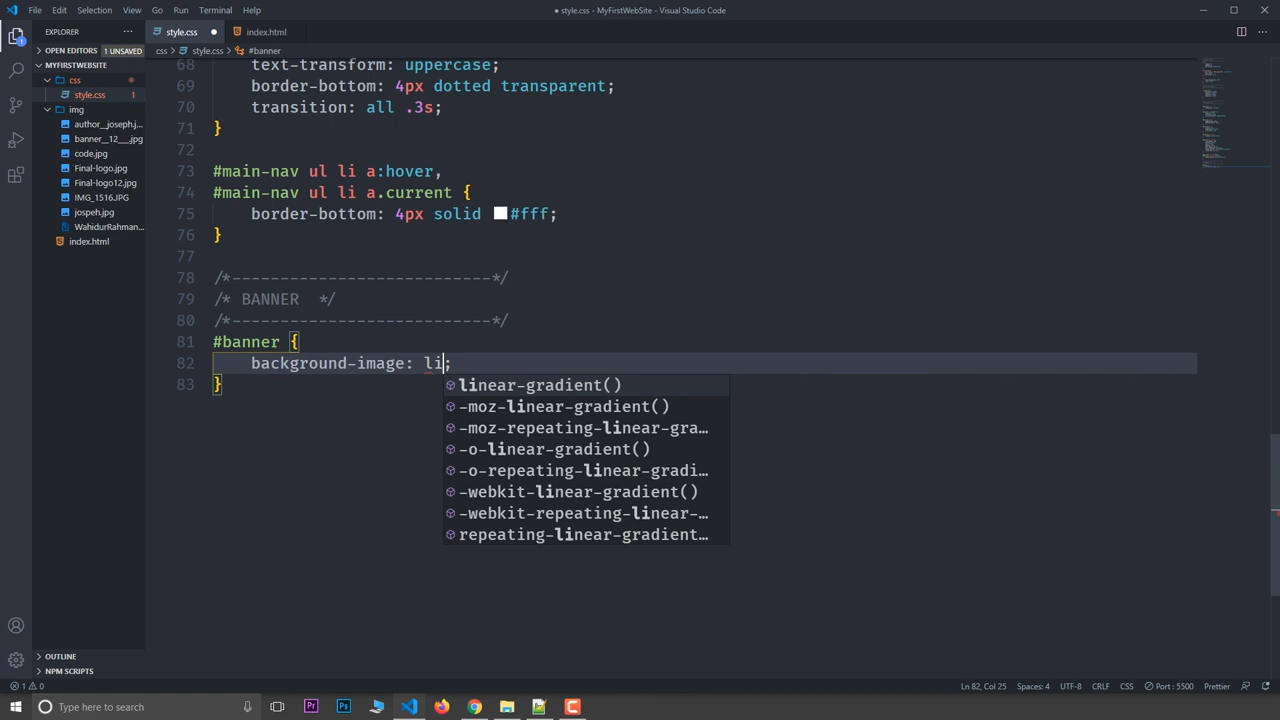 File Edit Selection View Go Run Terminal Help
● style.css - MyFirstWebSite - Visual Studio Code
EXPLORER
OPEN EDITORS 1 UNSAVED
MYFIRSTWEBSITE
css
style.css 1
img
author__joseph.j...
banner__12___.jpg
code.jpg
Final-logo.jpg
Final-logo12.jpg
IMG_1516.JPG
jospeh.jpg
WahidurRahman...
index.html
OUTLINE
NPM SCRIPTS
style.css ● index.html
css > style.css > #banner
68 text-transform: uppercase;
69 border-bottom: 4px dotted transparent;
70 transition: all .3s;
71 }
72
73 #main-nav ul li a:hover,
74 #main-nav ul li a.current {
75 border-bottom: 4px solid #fff;
76 }
77
78 /*---------------------------*/
79 /* BANNER */
80 /*---------------------------*/
81 #banner {
82 background-image: li;
83 }
linear-gradient()
-moz-linear-gradient()
-moz-repeating-linear-gra...
-o-linear-gradient()
-o-repeating-linear-gradi...
-webkit-linear-gradient()
-webkit-repeating-linear-...
repeating-linear-gradient...
1 0 Ln 82, Col 25 Spaces: 4 UTF-8 CRLF CSS Port : 5500 Prettier
Type here to search Pr Ps